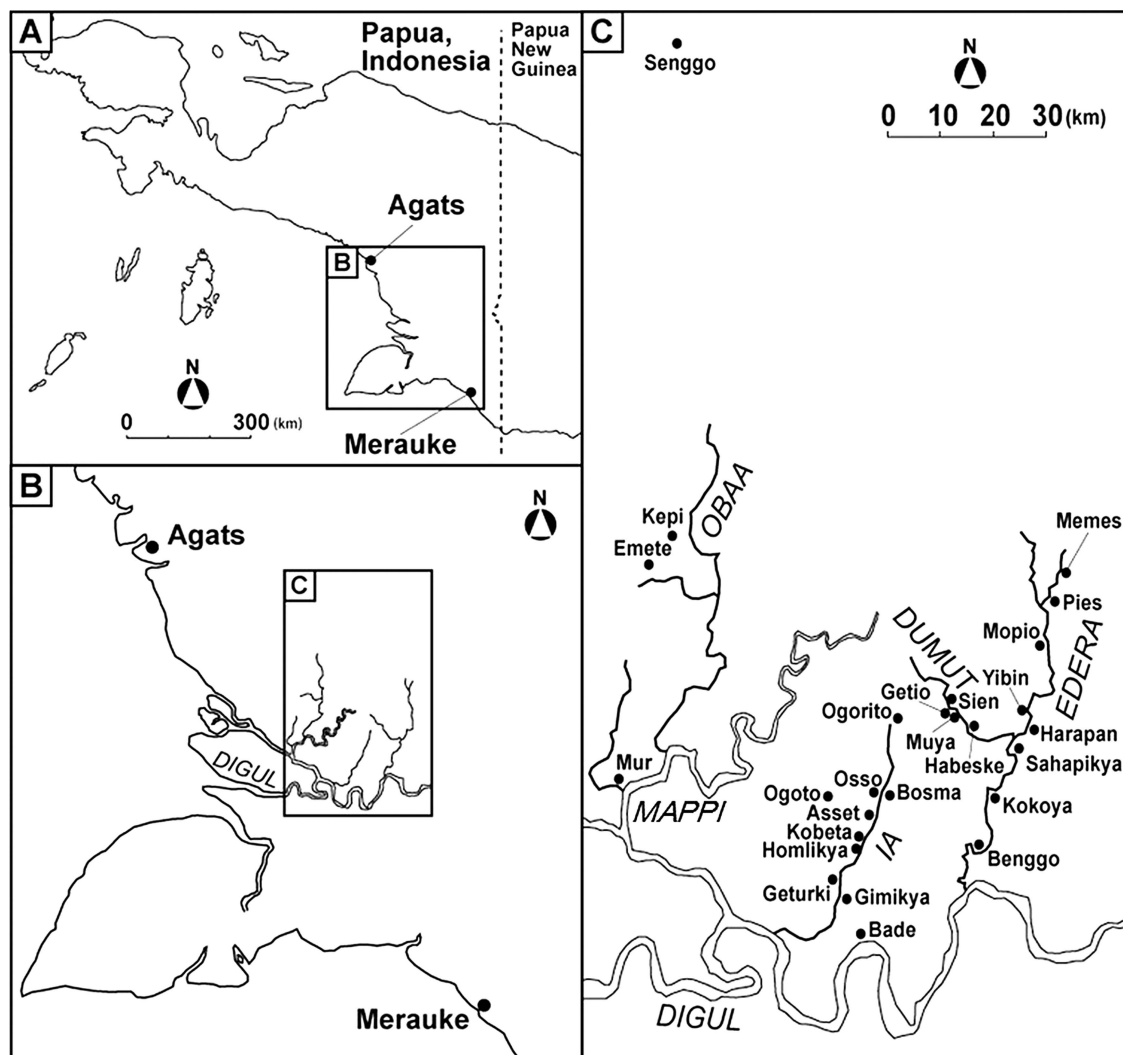 A
Papua,
Indonesia
Papua
New
Guinea
Agats
B
N
0 300 (km)
Merauke
B
N
Agats
C
DIGUL
Merauke
C
Senggo
N
0 10 20 30 (km)
OBAA
Kepi
Emete
Memes
Pies
DUMUT
Mopio
EDERA
Yibin
Getio
Sien
Ogorito
Muya
Habeske
Harapan
Sahapikya
Mur
MAPPI
Osso
Bosma
Ogoto
Asset
Kokoya
Kobeta
IA
Homlikya
Benggo
Geturki
Gimikya
Bade
DIGUL